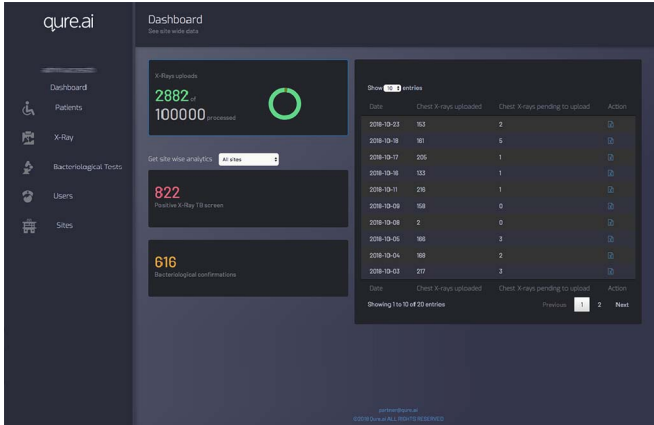 qure.ai
Dashboard
See site wide data
Dashboard
Patients
X-Ray
Bacteriological Tests
Users
Sites
X-Rays uploads
2882 of
100000 processed
Get site wise analytics All sites
822
Positive X-Ray TB screen
616
Bacteriological confirmations
Show 10 entries
Date Chest X-rays uploaded Chest X-rays pending to upload Action
2018-10-23 153 2
2018-10-18 181 5
2018-10-17 205 1
2018-10-16 133 1
2018-10-11 216 1
2018-10-09 158 0
2018-10-08 2 0
2018-10-05 166 3
2018-10-04 168 2
2018-10-03 217 3
Date Chest X-rays uploaded Chest X-rays pending to upload Action
Showing 1 to 10 of 20 entries
Previous 1 2 Next
partner@qure.ai
©2018 Qure.ai ALL RIGHTS RESERVED.